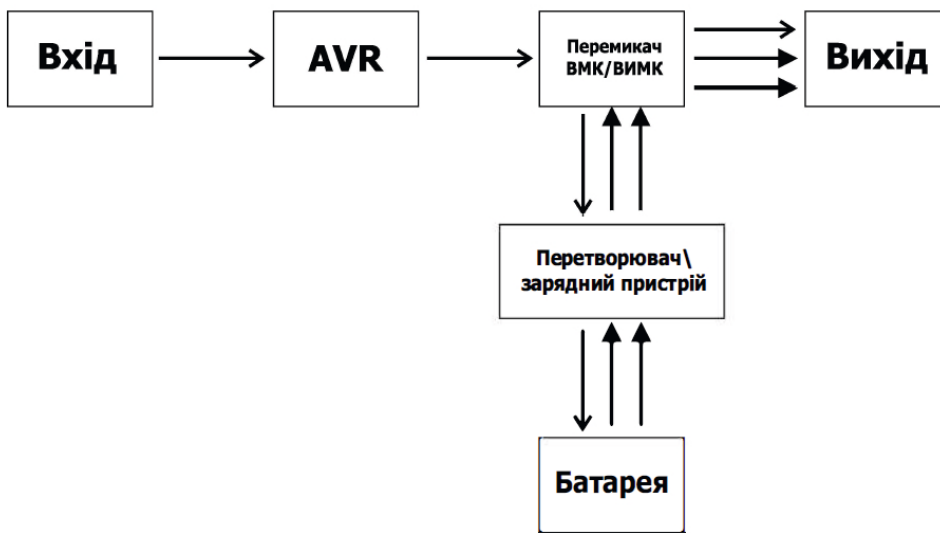 Вхід
AVR
Перемикач
ВМК/ВИМК
Вихід
Перетворювач\
зарядний пристрій
Батарея